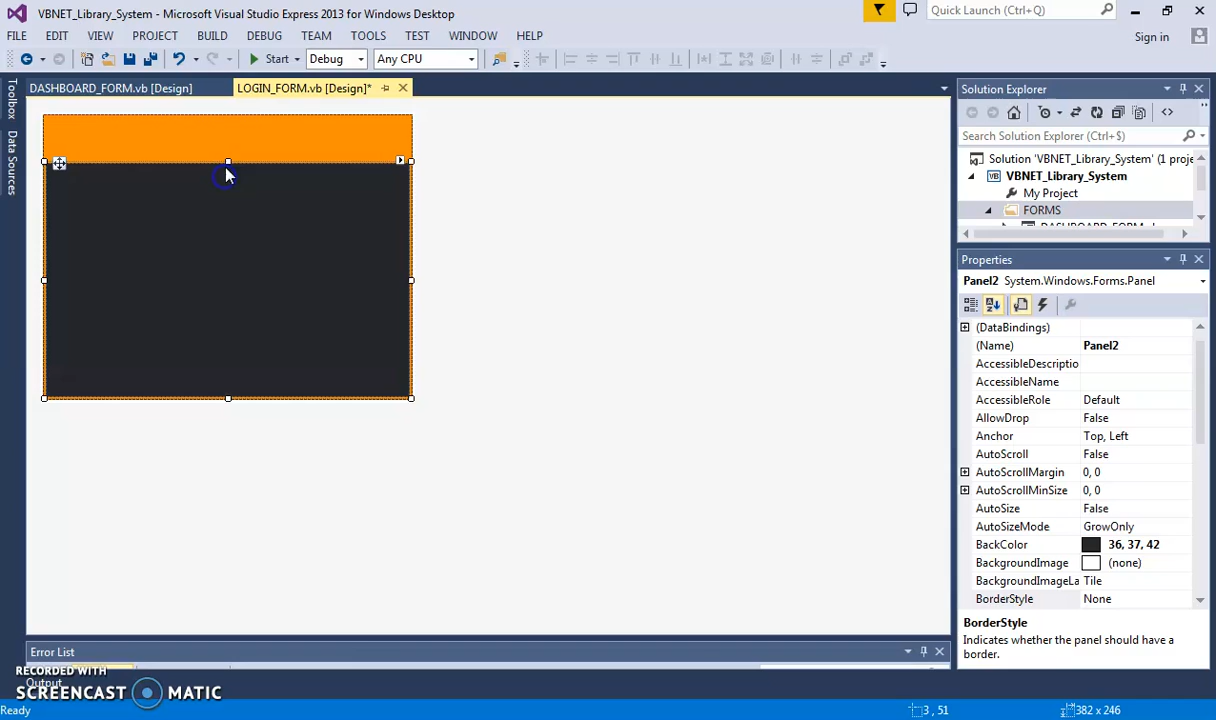 VBNET_Library_System - Microsoft Visual Studio Express 2013 for Windows Desktop
Quick Launch (Ctrl+Q)
FILE EDIT VIEW PROJECT BUILD DEBUG TEAM TOOLS TEST WINDOW HELP
Sign in
Start Debug Any CPU
Toolbox
Data Sources
DASHBOARD_FORM.vb [Design]
LOGIN_FORM.vb [Design]*
Solution Explorer
Search Solution Explorer (Ctrl+$)
Solution 'VBNET_Library_System' (1 proje
VBNET_Library_System
My Project
FORMS
DASHBOARD_FORM.v
Properties
Panel2 System.Windows.Forms.Panel
(DataBindings)
(Name) Panel2
AccessibleDescriptio
AccessibleName
AccessibleRole Default
AllowDrop False
Anchor Top, Left
AutoScroll False
AutoScrollMargin 0, 0
AutoScrollMinSize 0, 0
AutoSize False
AutoSizeMode GrowOnly
BackColor 36, 37, 42
BackgroundImage (none)
BackgroundImageLa Tile
BorderStyle None
BorderStyle
Indicates whether the panel should have a
border.
Error List
Output
RECORDED WITH
SCREENCAST MATIC
Ready
3 , 51
382 x 246